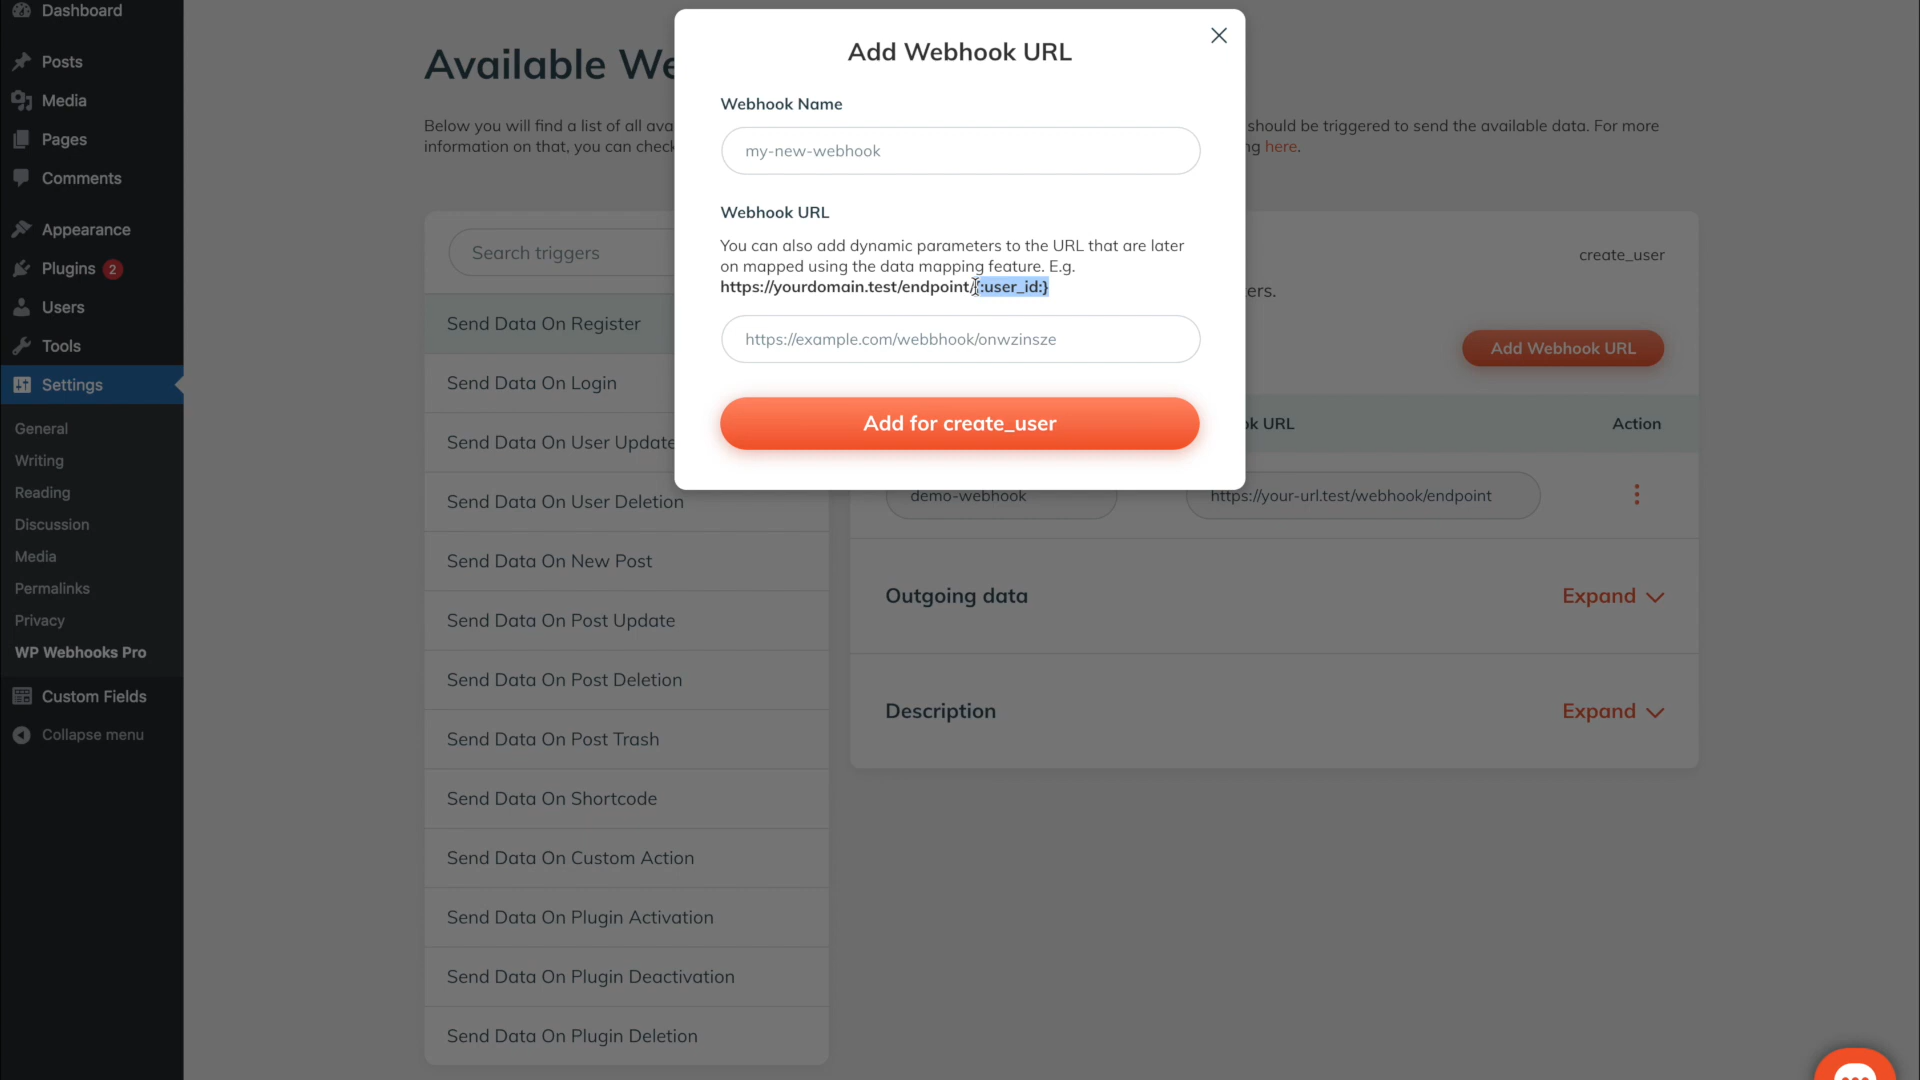 Dashboard
Posts
Media
Pages
Comments
Appearance
Plugins 2
Users
Tools
Settings
General
Writing
Reading
Discussion
Media
Permalinks
Privacy
WP Webhooks Pro
Custom Fields
Collapse menu
Available We
Below you will find a list of all ava
information on that, you can check
should be triggered to send the available data. For more
ng here.
Search triggers
Send Data On Register
Send Data On Login
Send Data On User Update
Send Data On User Deletion
Send Data On New Post
Send Data On Post Update
Send Data On Post Deletion
Send Data On Post Trash
Send Data On Shortcode
Send Data On Custom Action
Send Data On Plugin Activation
Send Data On Plugin Deactivation
Send Data On Plugin Deletion
Add Webhook URL
Webhook Name
my-new-webhook
Webhook URL
You can also add dynamic parameters to the URL that are later
on mapped using the data mapping feature. E.g.
https://yourdomain.test/endpoint/{:user_id:}
https://example.com/webbhook/onwzinsze
Add for create_user
create_user
ers.
Add Webhook URL
ok URL
Action
demo-webhook
https://your-url.test/webhook/endpoint
Outgoing data
Expand
Description
Expand